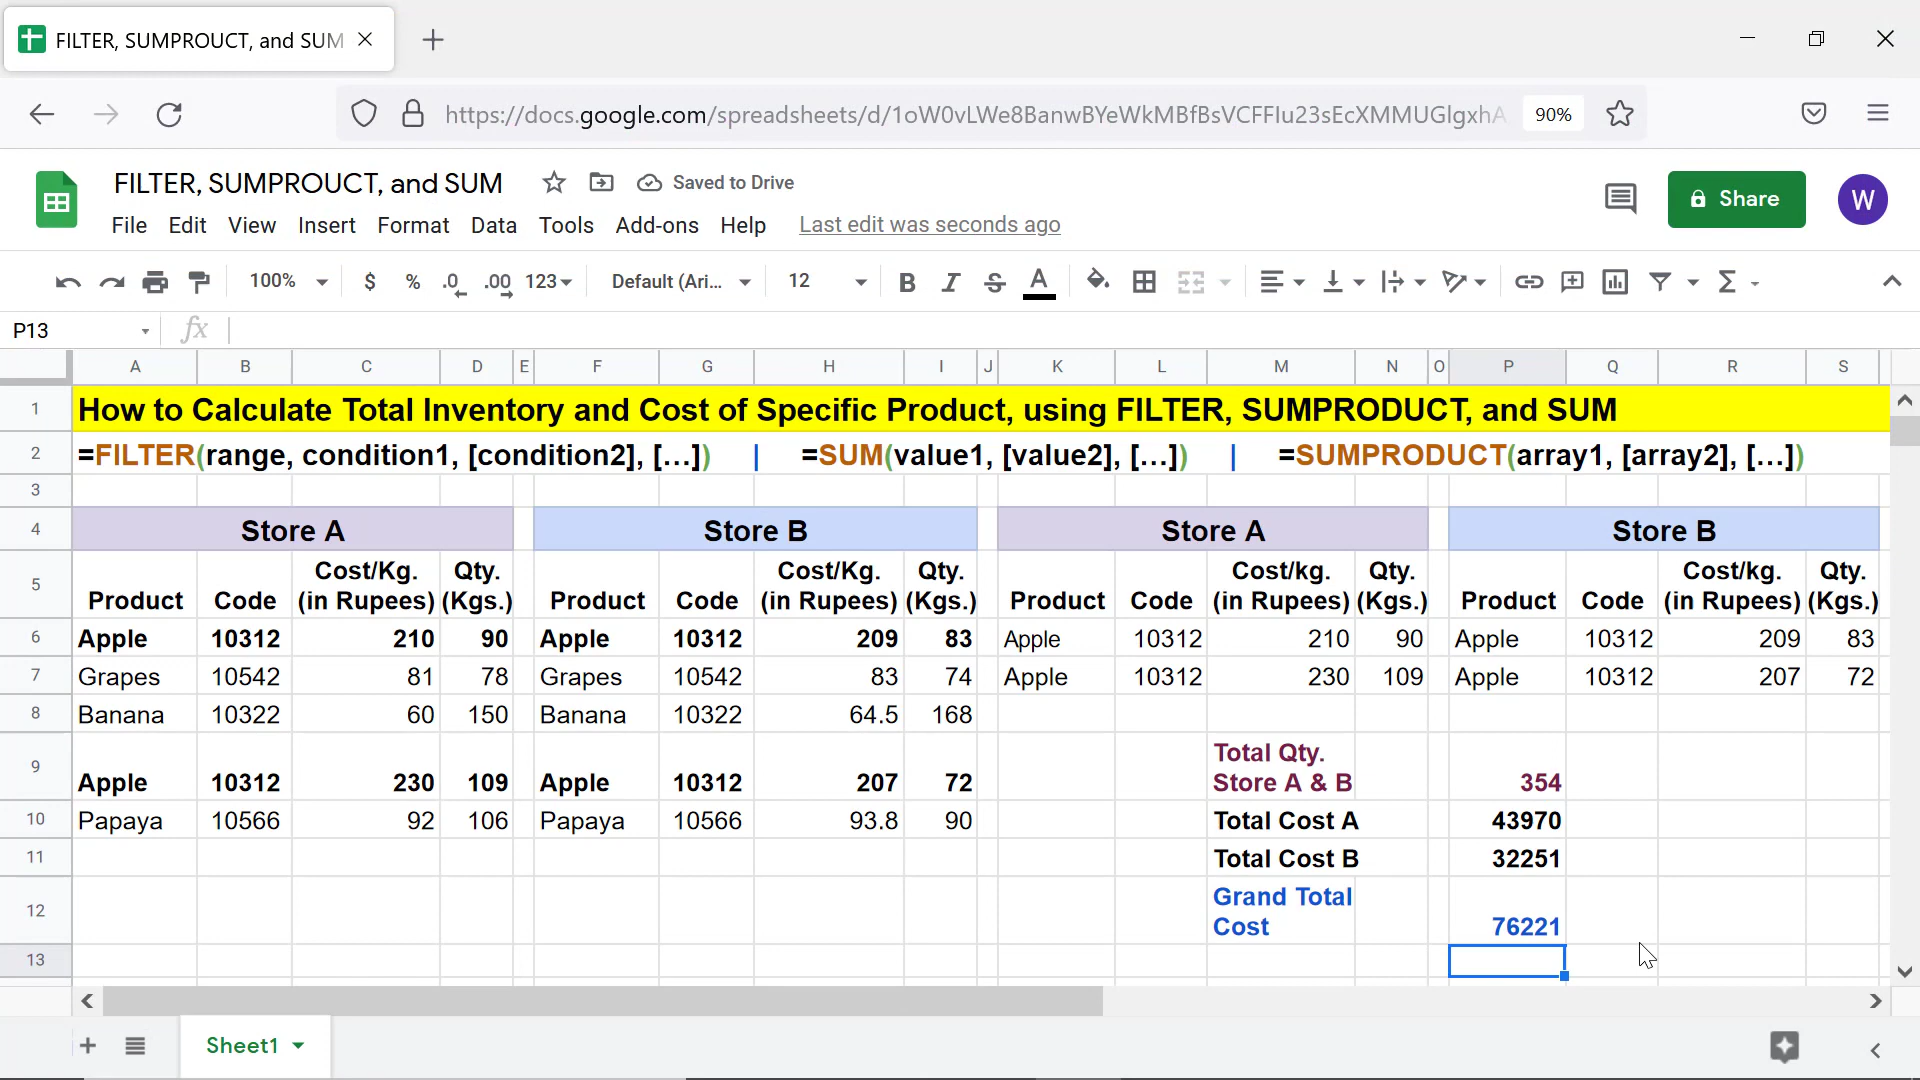 FILTER, SUMPROUCT, and SUM
https://docs.google.com/spreadsheets/d/1oW0vLWe8BanwBYeWkMBfBsVCFFlu23sEcXMMUGlgxhA 90%
FILTER, SUMPROUCT, and SUM Saved to Drive
Share W
File Edit View Insert Format Data Tools Add-ons Help Last edit was seconds ago
100% $ % .0 .00 123 Default (Ari... 12 B I S A Σ
P13 fx
A B C D E F G H I J K L M N O P Q R S
1 How to Calculate Total Inventory and Cost of Specific Product, using FILTER, SUMPRODUCT, and SUM
2 =FILTER(range, condition1, [condition2], [...]) | =SUM(value1, [value2], [...]) | =SUMPRODUCT(array1, [array2], [...])
3
4 Store A Store B Store A Store B
5 Product Code Cost/Kg. (in Rupees) Qty. (Kgs.) Product Code Cost/Kg. (in Rupees) Qty. (Kgs.) Product Code Cost/kg. (in Rupees) Qty. (Kgs.) Product Code Cost/kg. (in Rupees) Qty. (Kgs.)
6 Apple 10312 210 90 Apple 10312 209 83 Apple 10312 210 90 Apple 10312 209 83
7 Grapes 10542 81 78 Grapes 10542 83 74 Apple 10312 230 109 Apple 10312 207 72
8 Banana 10322 60 150 Banana 10322 64.5 168
9 Apple 10312 230 109 Apple 10312 207 72 Total Qty. Store A & B 354
10 Papaya 10566 92 106 Papaya 10566 93.8 90 Total Cost A 43970
11 Total Cost B 32251
12 Grand Total Cost 76221
13
Sheet1